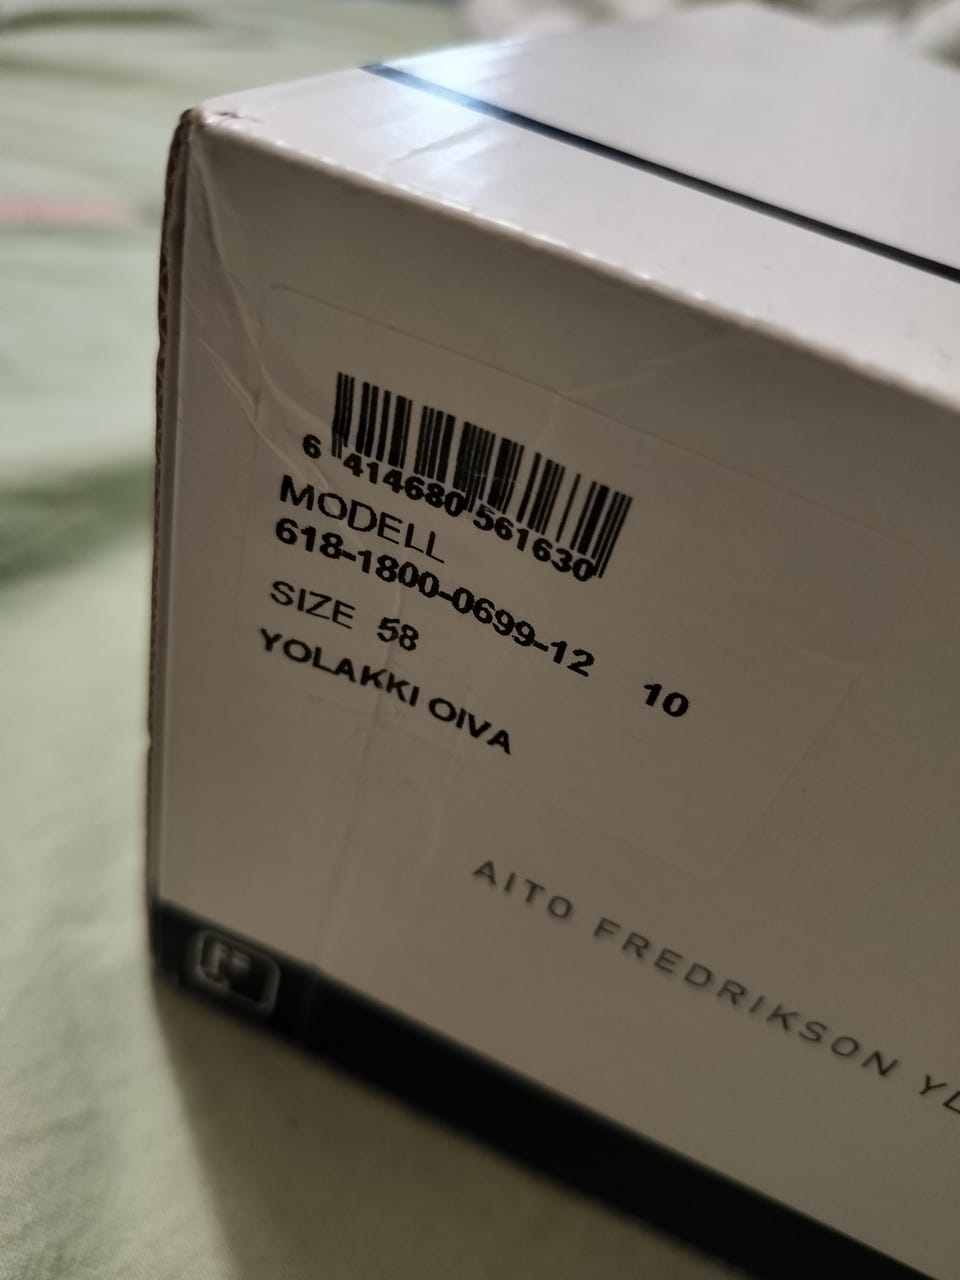 6 414680 561630
MODELL
618-1800-0699-12 10
SIZE 58
YOLAKKI OIVA
AITO FREDRIKSON